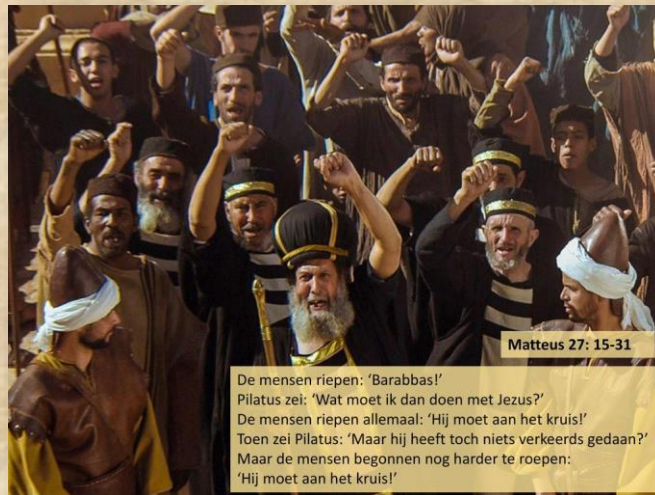 Matteus 27: 15-31
De mensen riepen: ‘Barabbas!’
Pilatus zei: ‘Wat moet ik dan doen met Jezus?’
De mensen riepen allemaal: ‘Hij moet aan het kruis!’
Toen zei Pilatus: ‘Maar hij heeft toch niets verkeerds gedaan?’
Maar de mensen begonnen nog harder te roepen:
‘Hij moet aan het kruis!’